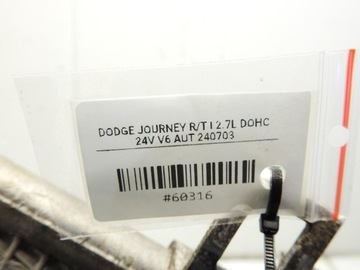 DODGE JOURNEY R/T I 2.7L DOHC
24V V6 AUT 240703
#60316